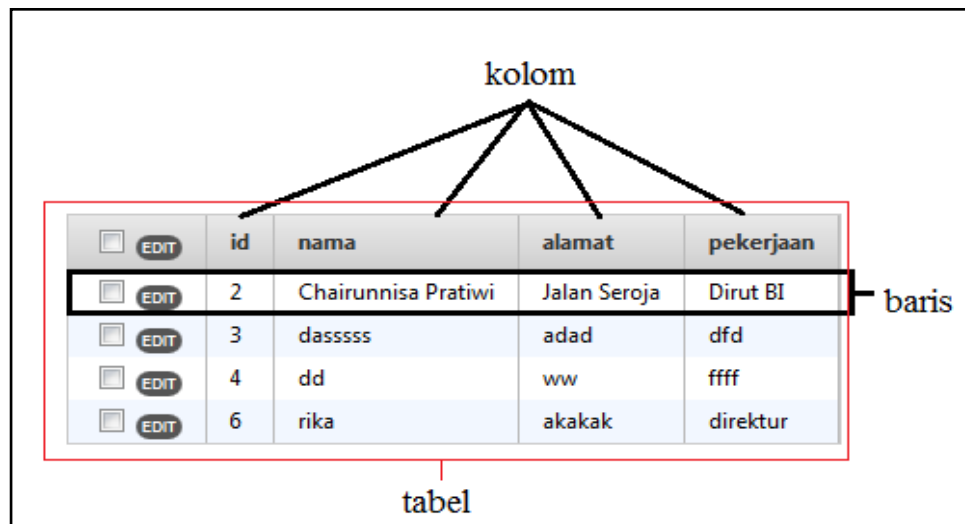 kolom
EDIT id nama alamat pekerjaan
EDIT 2 Chairunnisa Pratiwi Jalan Seroja Dirut BI
baris
EDIT 3 dasssss adad dfd
EDIT 4 dd ww ffff
EDIT 6 rika akakak direktur
tabel